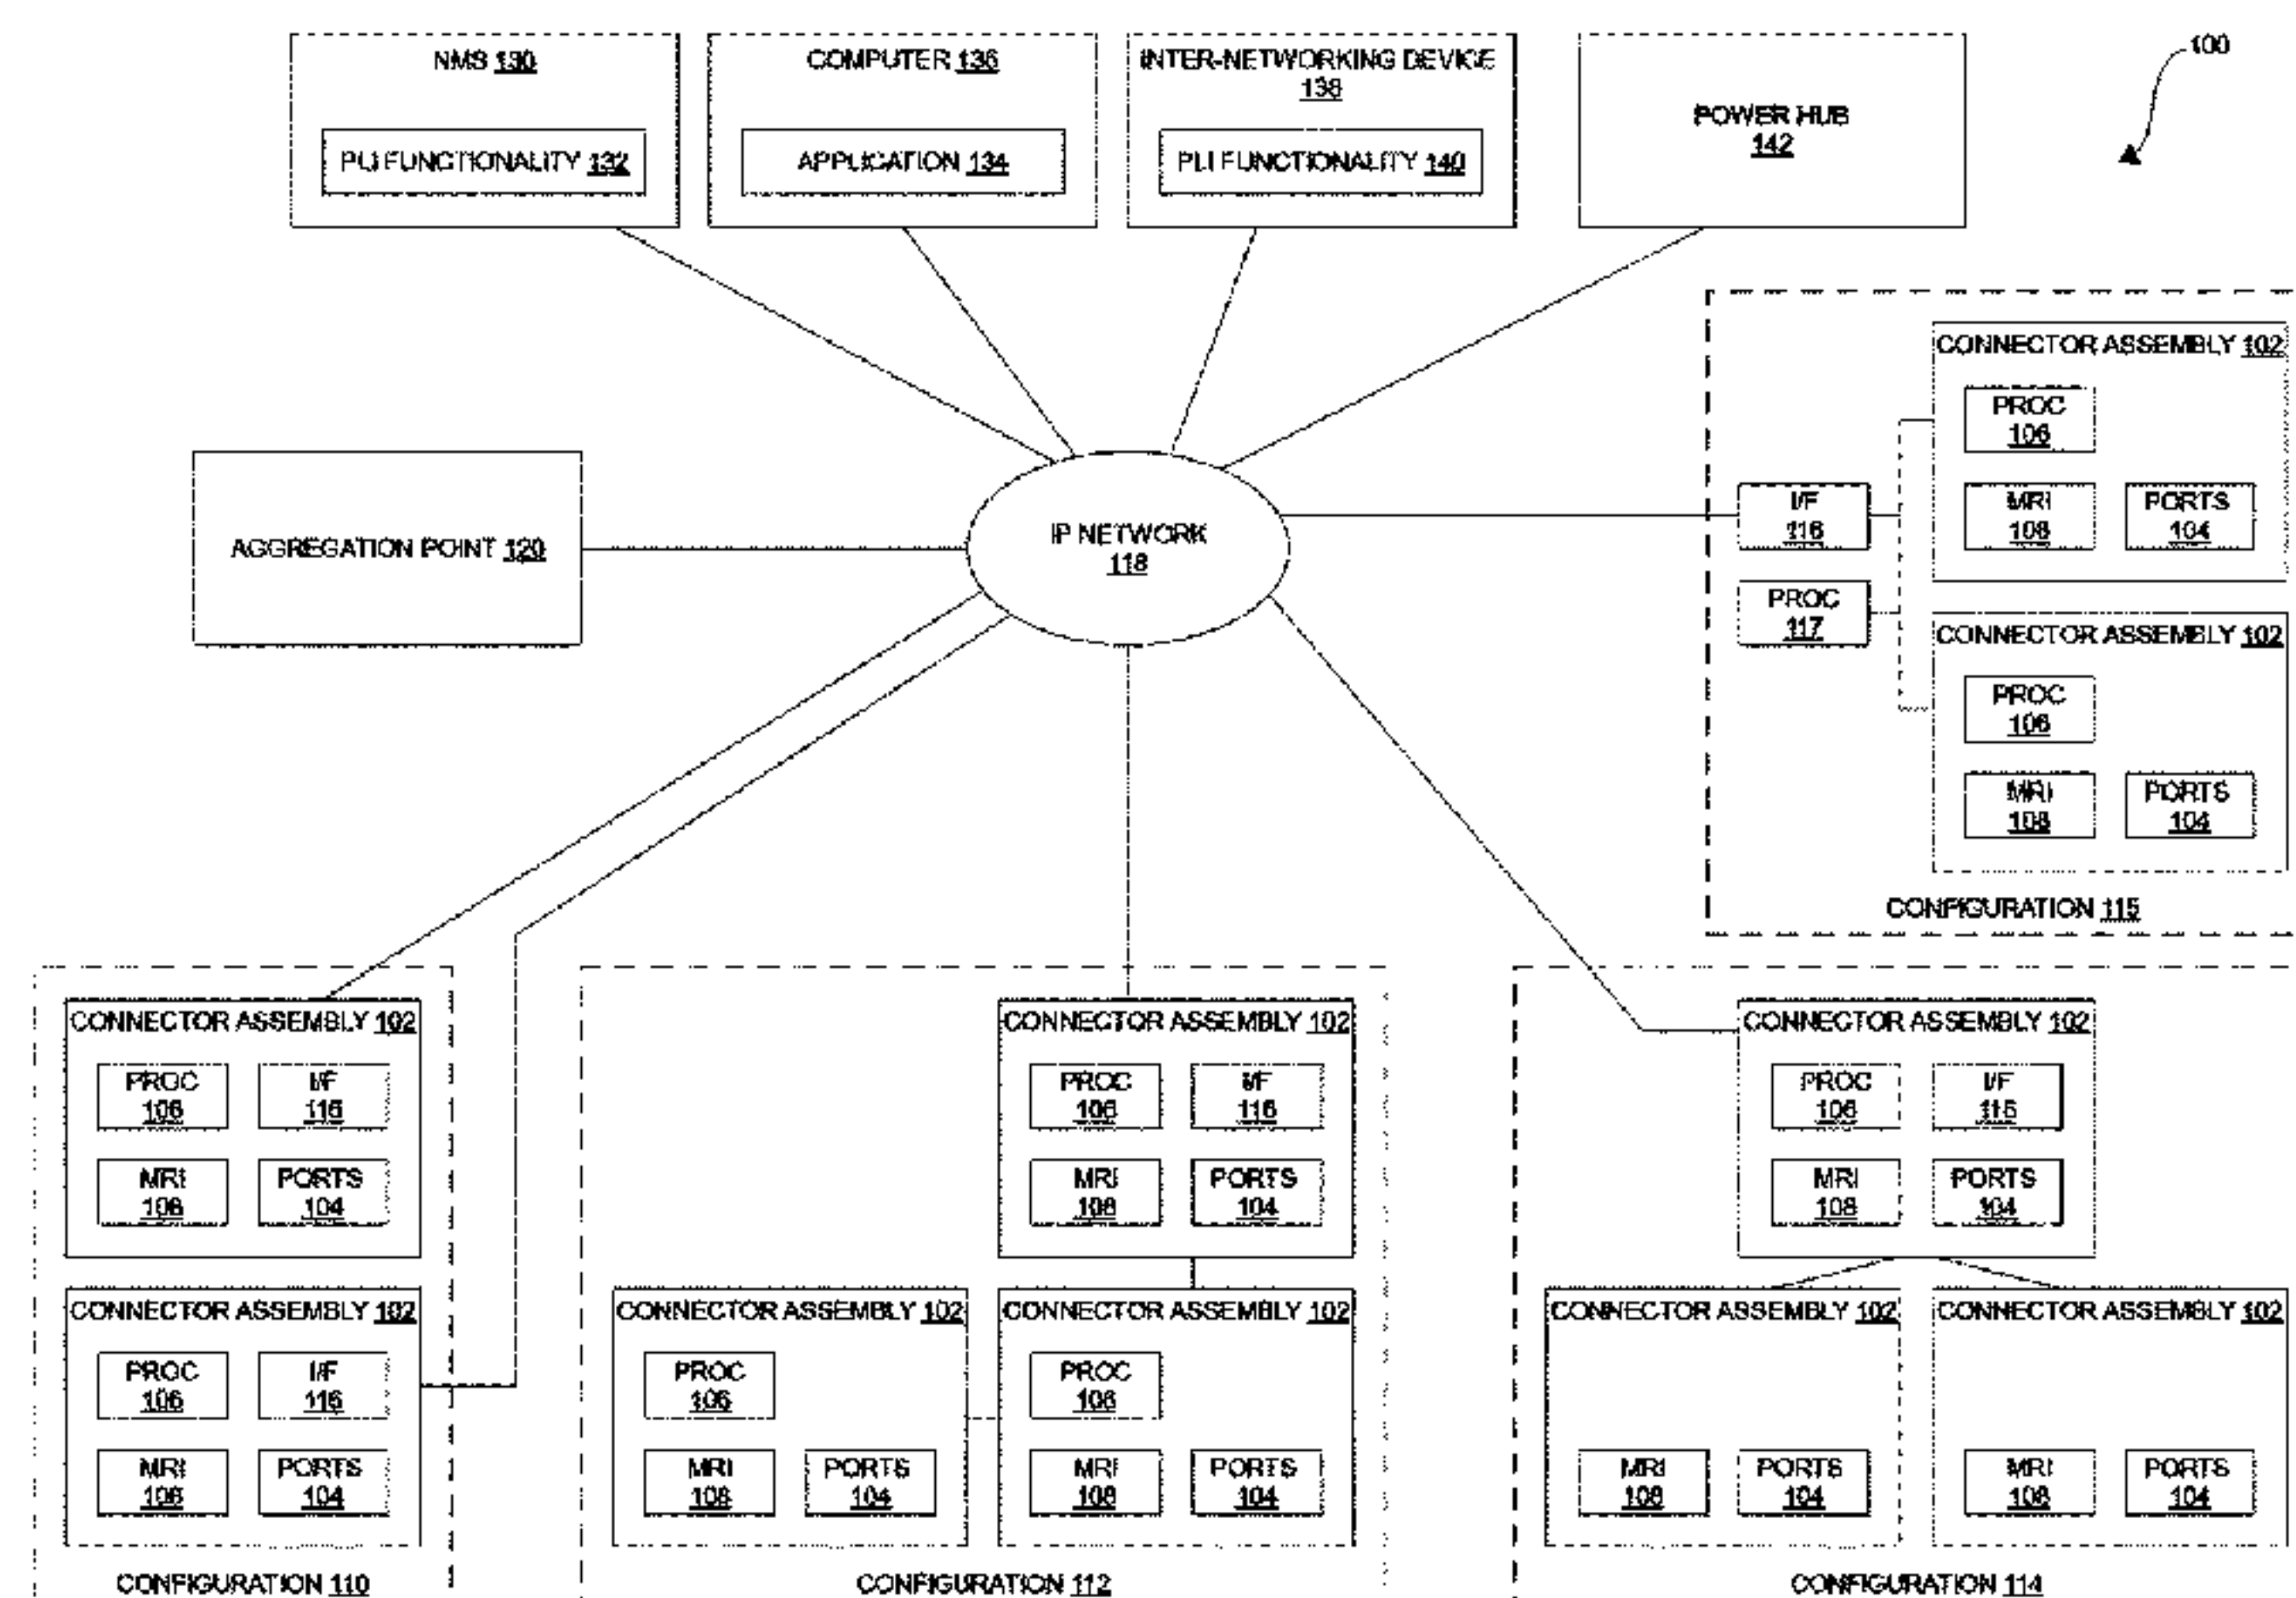 100
NMS 130
PLI FUNCTIONALITY 132
COMPUTER 136
APPLICATION 134
INTER-NETWORKING DEVICE
138
PLI FUNCTIONALITY 140
POWER HUB
142
AGGREGATION POINT 120
IP NETWORK
118
I/F
116
PROC
117
CONNECTOR ASSEMBLY 102
PROC
106
MRI
108
PORTS
104
CONNECTOR ASSEMBLY 102
PROC
106
MRI
108
PORTS
104
CONFIGURATION 115
CONNECTOR ASSEMBLY 102
PROC
106
I/F
116
MRI
108
PORTS
104
CONNECTOR ASSEMBLY 102
PROC
106
I/F
116
MRI
108
PORTS
104
CONFIGURATION 110
CONNECTOR ASSEMBLY 102
PROC
106
I/F
116
MRI
108
PORTS
104
CONNECTOR ASSEMBLY 102
PROC
106
MRI
108
PORTS
104
CONNECTOR ASSEMBLY 102
PROC
106
MRI
108
PORTS
104
CONFIGURATION 112
CONNECTOR ASSEMBLY 102
PROC
106
I/F
116
MRI
108
PORTS
104
CONNECTOR ASSEMBLY 102
MRI
108
PORTS
104
CONNECTOR ASSEMBLY 102
MRI
108
PORTS
104
CONFIGURATION 114